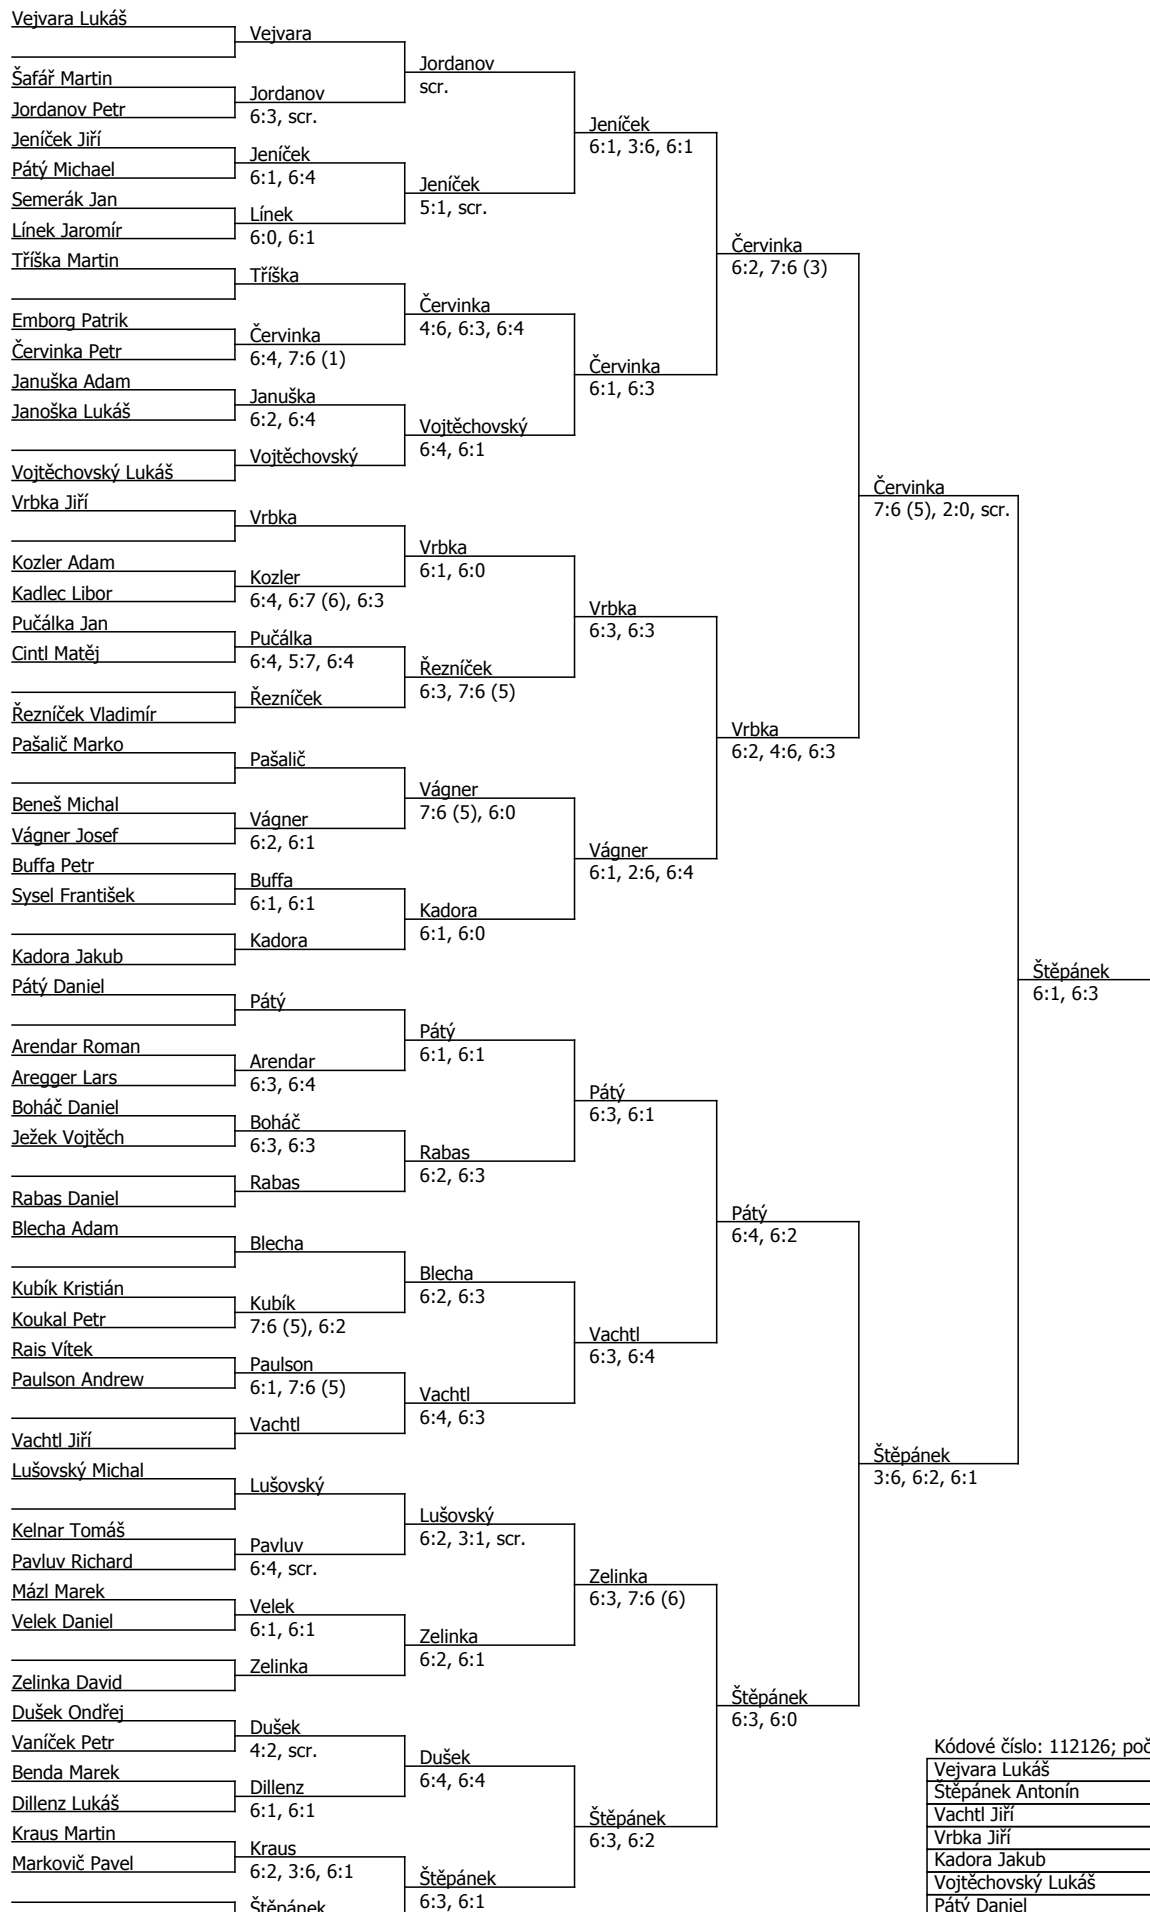 Vejvara Lukáš
Šafář Martin
Jordanov Petr
Jeníček Jiří
Pátý Michael
Semerák Jan
Línek Jaromír
Tříška Martin
Emborg Patrik
Červinka Petr
Januška Adam
Janoška Lukáš
Vojtěchovský Lukáš
Vrbka Jiří
Kozler Adam
Kadlec Libor
Pučálka Jan
Cintl Matěj
Řezníček Vladimír
Pašalič Marko
Beneš Michal
Vágner Josef
Buffa Petr
Sysel František
Kadora Jakub
Pátý Daniel
Arendar Roman
Aregger Lars
Boháč Daniel
Ježek Vojtěch
Rabas Daniel
Blecha Adam
Kubík Kristián
Koukal Petr
Rais Vítek
Paulson Andrew
Vachtl Jiří
Lušovský Michal
Kelnar Tomáš
Pavluv Richard
Mázl Marek
Velek Daniel
Zelinka David
Dušek Ondřej
Vaníček Petr
Benda Marek
Dillenz Lukáš
Kraus Martin
Markovič Pavel
Vejvara
Jordanov
6:3, scr.
Jeníček
6:1, 6:4
Línek
6:0, 6:1
Tříška
Červinka
6:4, 7:6 (1)
Januška
6:2, 6:4
Vojtěchovský
Vrbka
Kozler
6:4, 6:7 (6), 6:3
Pučálka
6:4, 5:7, 6:4
Řezníček
Pašalič
Vágner
6:2, 6:1
Buffa
6:1, 6:1
Kadora
Pátý
Arendar
6:3, 6:4
Boháč
6:3, 6:3
Rabas
Blecha
Kubík
7:6 (5), 6:2
Paulson
6:1, 7:6 (5)
Vachtl
Lušovský
Pavluv
6:4, scr.
Velek
6:1, 6:1
Zelinka
Dušek
4:2, scr.
Dillenz
6:1, 6:1
Kraus
6:2, 3:6, 6:1
Štěpánek
Jordanov
scr.
Jeníček
5:1, scr.
Červinka
4:6, 6:3, 6:4
Vojtěchovský
6:4, 6:1
Vrbka
6:1, 6:0
Řezníček
6:3, 7:6 (5)
Vágner
7:6 (5), 6:0
Kadora
6:1, 6:0
Pátý
6:1, 6:1
Rabas
6:2, 6:3
Blecha
6:2, 6:3
Vachtl
6:4, 6:3
Lušovský
6:2, 3:1, scr.
Zelinka
6:2, 6:1
Dušek
6:4, 6:4
Štěpánek
6:3, 6:1
Jeníček
6:1, 3:6, 6:1
Červinka
6:1, 6:3
Vrbka
6:3, 6:3
Vágner
6:1, 2:6, 6:4
Pátý
6:3, 6:1
Vachtl
6:3, 6:4
Zelinka
6:3, 7:6 (6)
Štěpánek
6:3, 6:2
Červinka
6:2, 7:6 (3)
Vrbka
6:2, 4:6, 6:3
Pátý
6:4, 6:2
Štěpánek
6:3, 6:0
Červinka
7:6 (5), 2:0, scr.
Štěpánek
3:6, 6:2, 6:1
Štěpánek
6:1, 6:3
Kódové číslo: 112126; poč
Vejvara Lukáš
Štěpánek Antonín
Vachtl Jiří
Vrbka Jiří
Kadora Jakub
Vojtěchovský Lukáš
Pátý Daniel